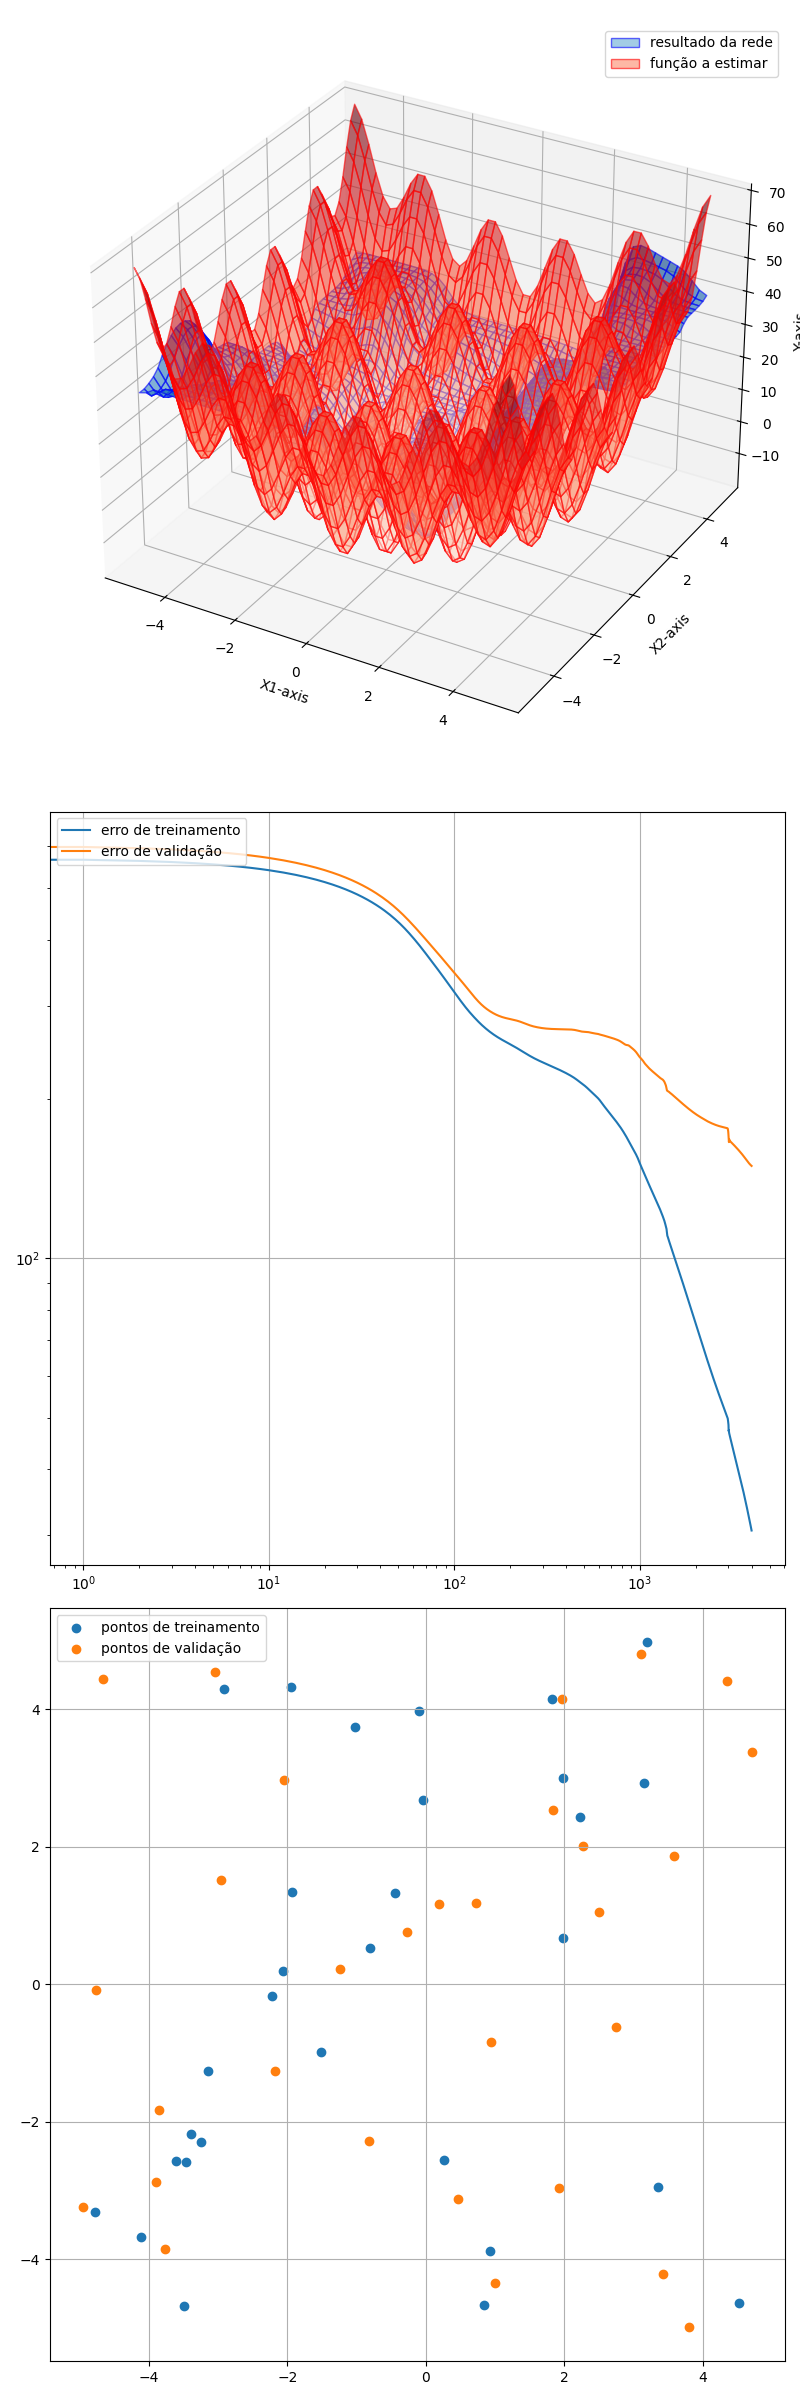 resultado da rede
função a estimar
70
60
50
40
30
20
10
0
−10
Y-axis
4
2
0
−2
−4
X2-axis
−4
−2
0
2
4
X1-axis
erro de treinamento
erro de validação
10²
10⁰ 10¹ 10² 10³
pontos de treinamento
pontos de validação
4
2
0
−2
−4
−4 −2 0 2 4